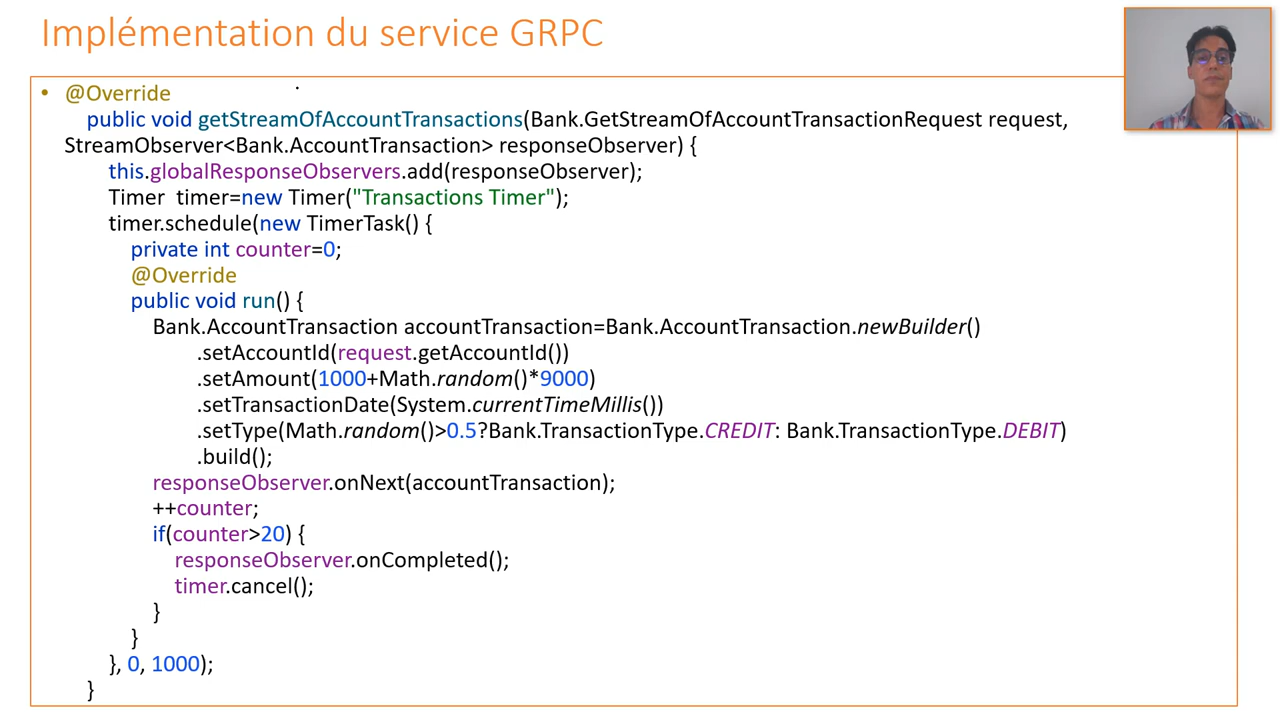 Implémentation du service GRPC
• @Override
public void getStreamOfAccountTransactions(Bank.GetStreamOfAccountTransactionRequest request,
StreamObserver<Bank.AccountTransaction> responseObserver) {
this.globalResponseObservers.add(responseObserver);
Timer timer=new Timer("Transactions Timer");
timer.schedule(new TimerTask() {
private int counter=0;
@Override
public void run() {
Bank.AccountTransaction accountTransaction=Bank.AccountTransaction.newBuilder()
.setAccountId(request.getAccountId())
.setAmount(1000+Math.random()*9000)
.setTransactionDate(System.currentTimeMillis())
.setType(Math.random()>0.5?Bank.TransactionType.CREDIT: Bank.TransactionType.DEBIT)
.build();
responseObserver.onNext(accountTransaction);
++counter;
if(counter>20) {
responseObserver.onCompleted();
timer.cancel();
}
}
}, 0, 1000);
}